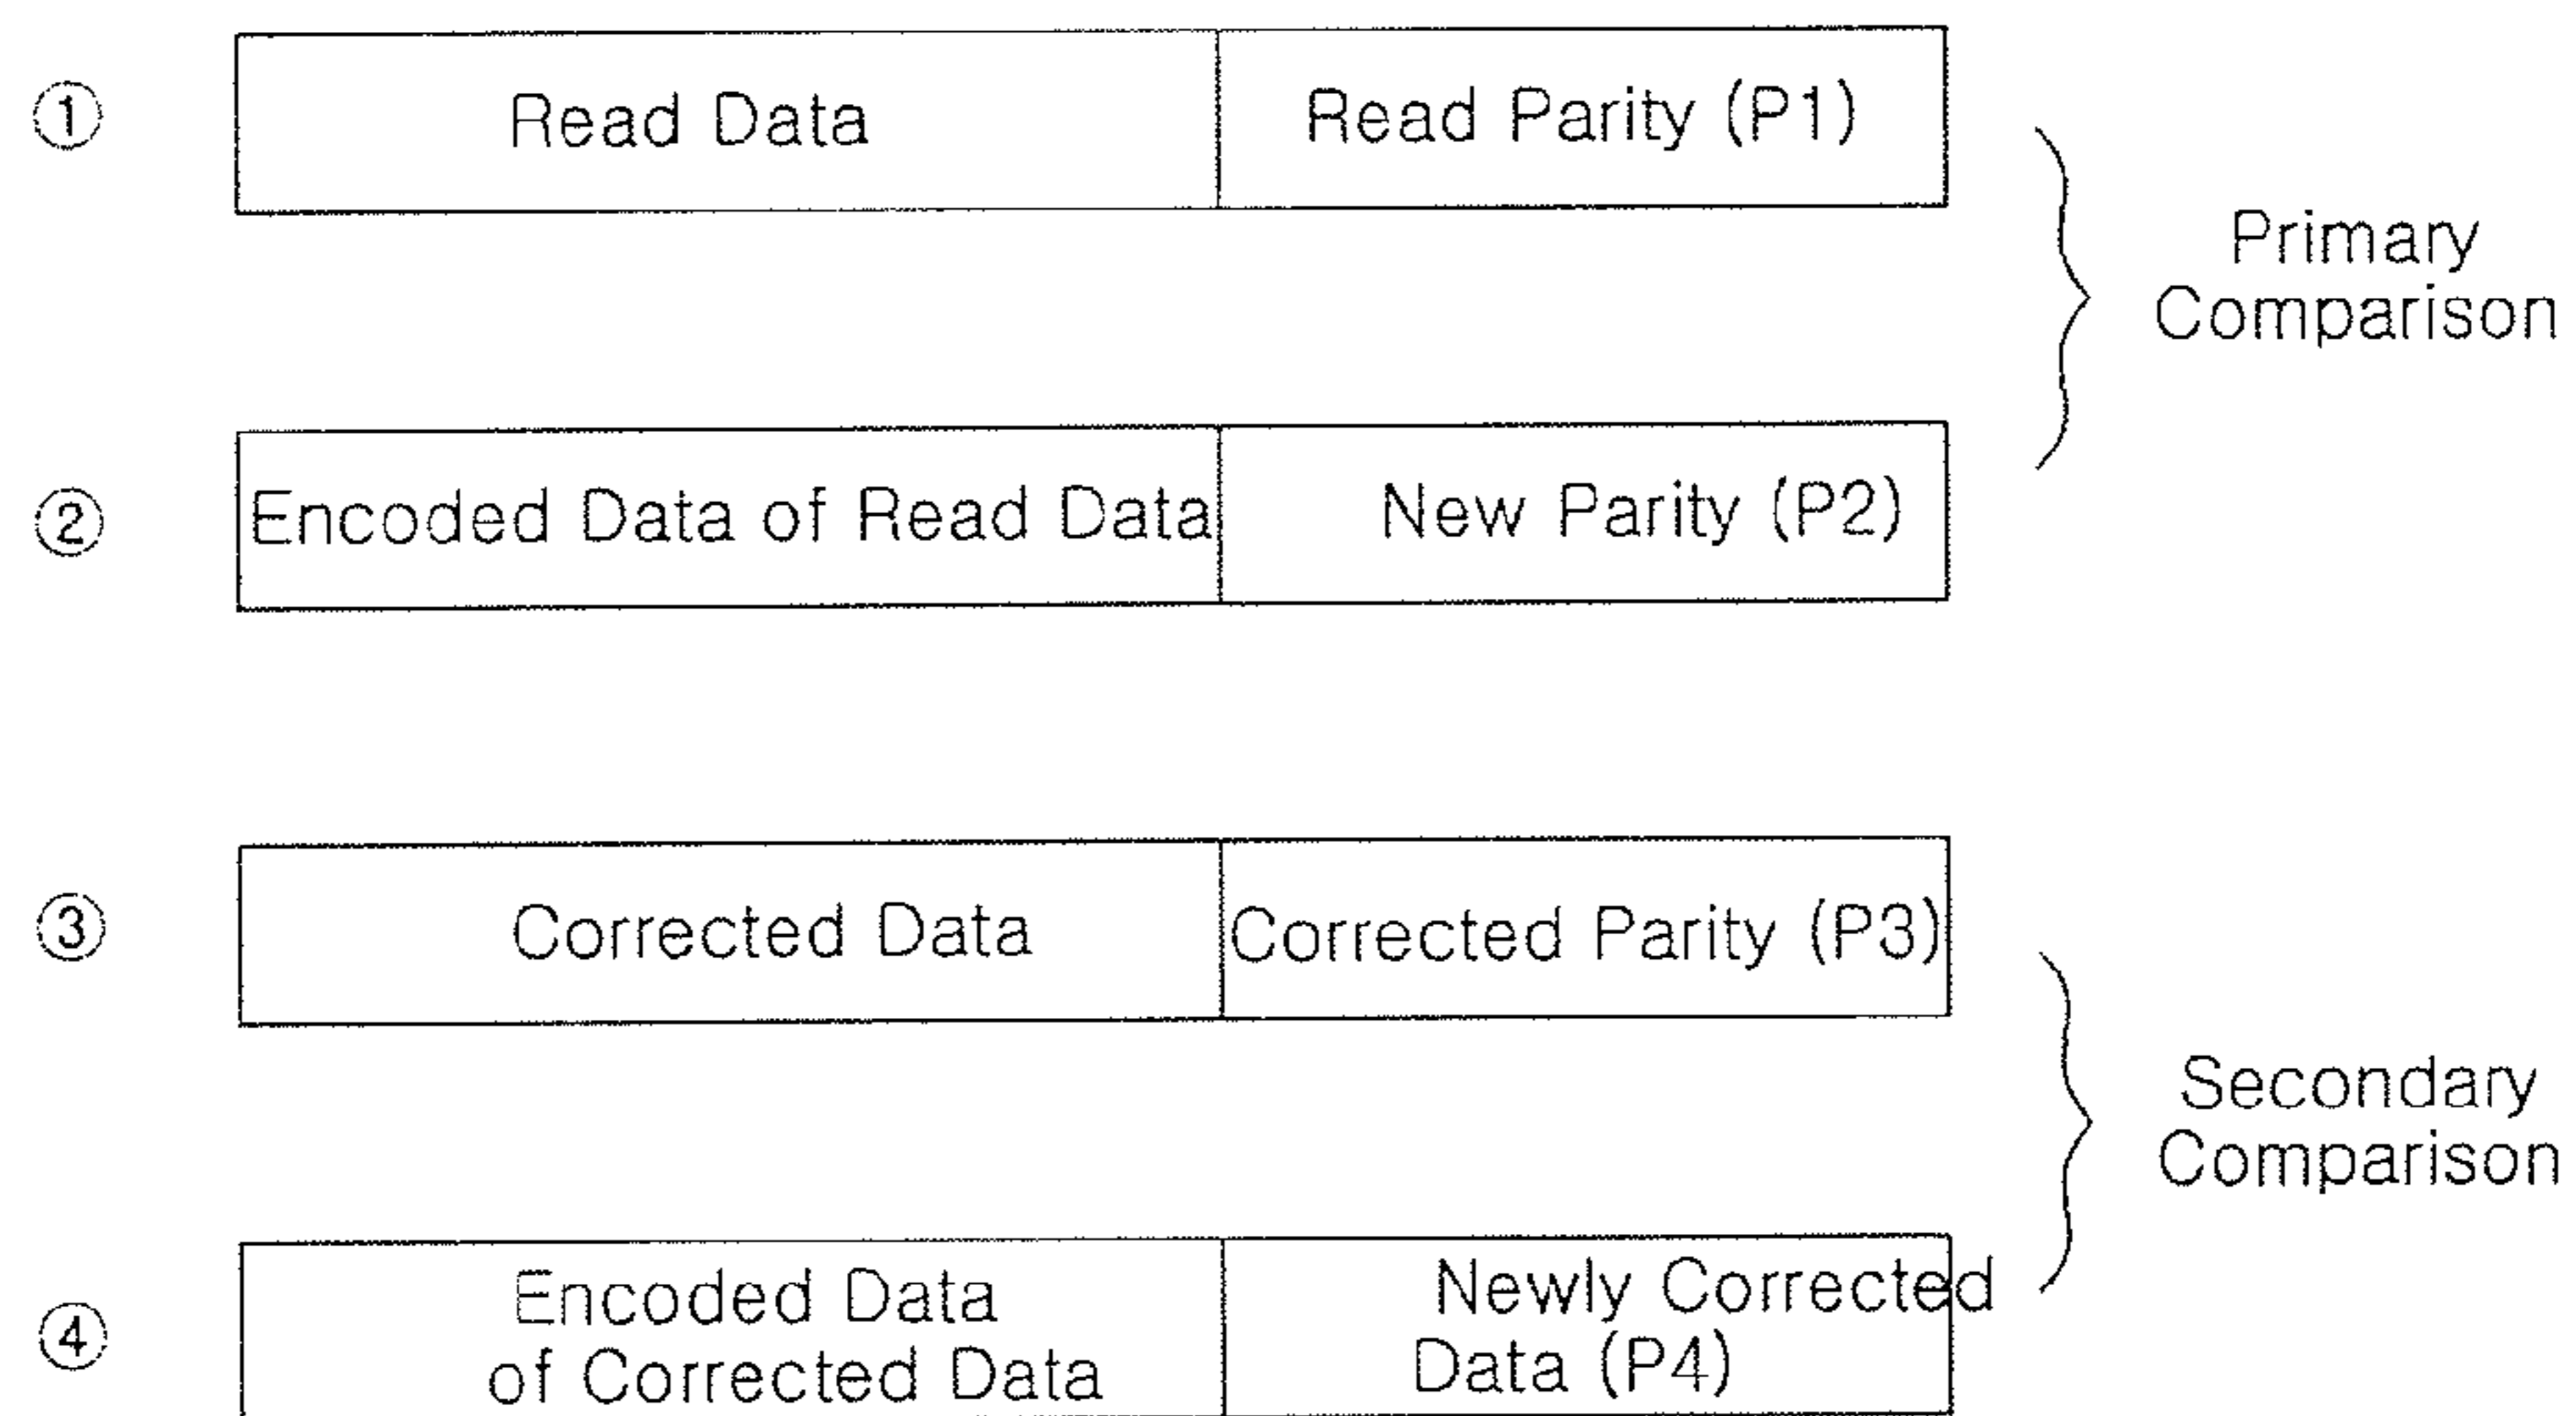 ① Read Data Read Parity (P1)
Primary
Comparison
② Encoded Data of Read Data New Parity (P2)
③ Corrected Data Corrected Parity (P3)
Secondary
Comparison
④ Encoded Data
of Corrected Data
Newly Corrected
Data (P4)